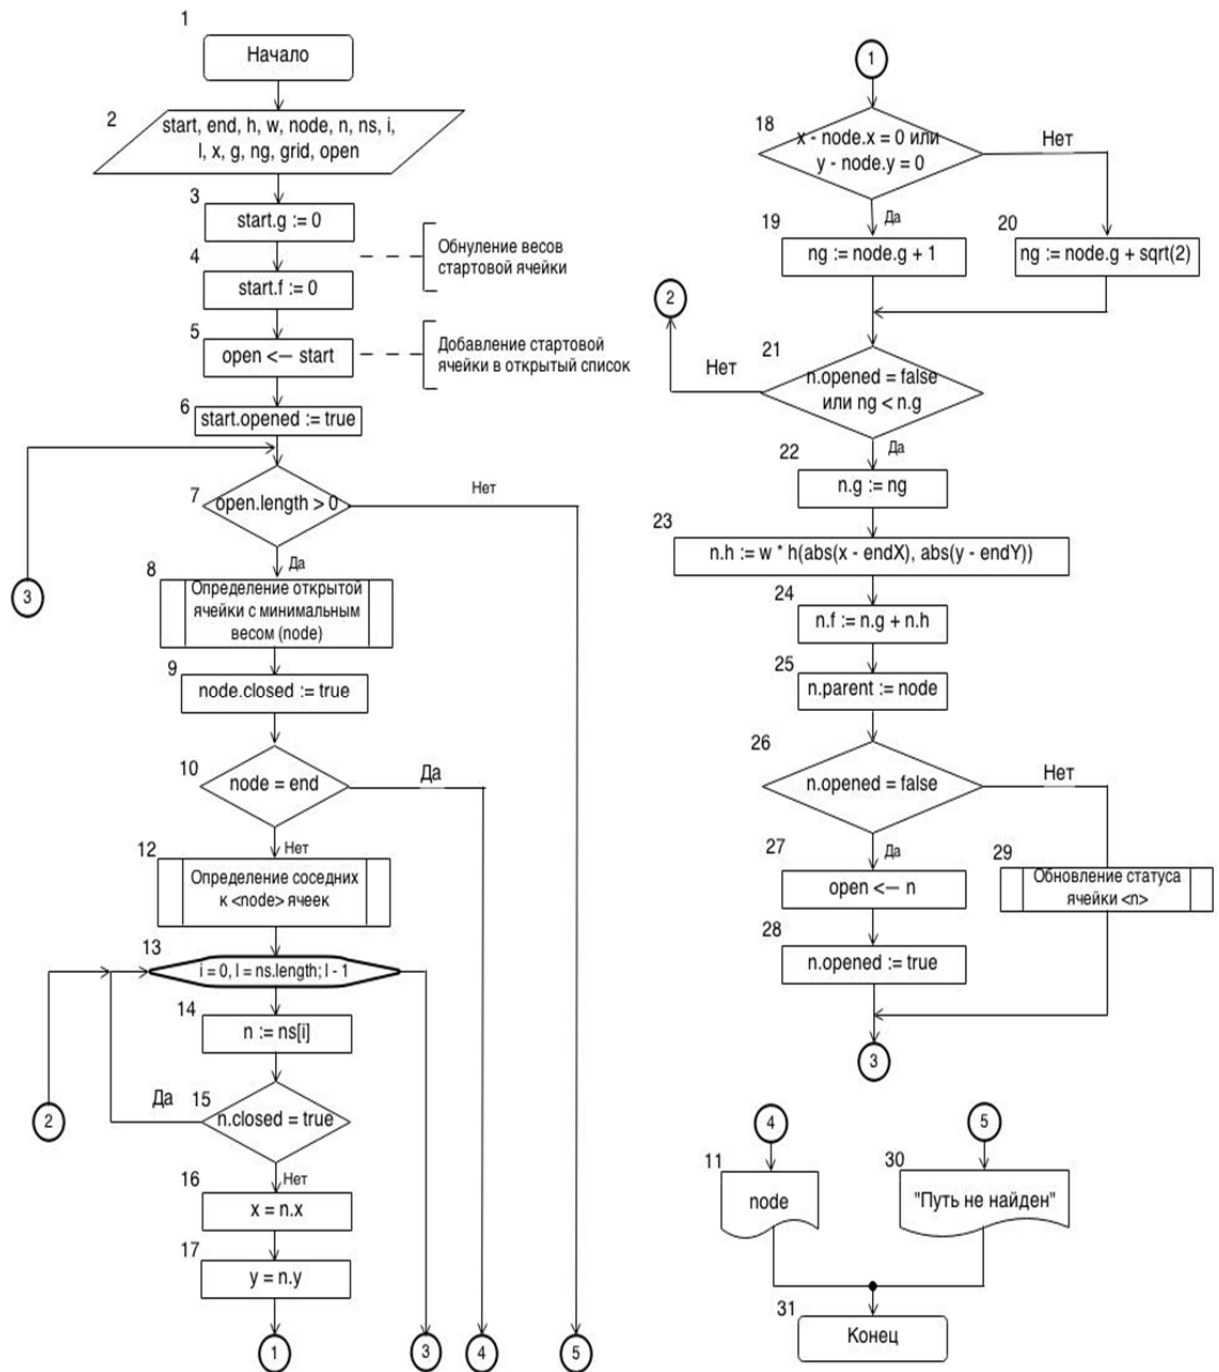 1
Начало
2
start, end, h, w, node, n, ns, i,
l, x, g, ng, grid, open
3
start.g := 0
4
start.f := 0
Обнуление весов
стартовой ячейки
5
open <— start
Добавление стартовой
ячейки в открытый список
6
start.opened := true
7
open.length > 0
Нет
Да
3
8
Определение открытой
ячейки с минимальным
весом (node)
9
node.closed := true
10
node = end
Да
Нет
12
Определение соседних
к <node> ячеек
13
i = 0, l = ns.length; l - 1
14
n := ns[i]
15
n.closed = true
Да
2
Нет
16
x = n.x
17
y = n.y
1
3
4
5
1
18
x - node.x = 0 или
y - node.y = 0
Нет
Да
19
ng := node.g + 1
20
ng := node.g + sqrt(2)
2
21
n.opened = false
или ng < n.g
Нет
Да
22
n.g := ng
23
n.h := w * h(abs(x - endX), abs(y - endY))
24
n.f := n.g + n.h
25
n.parent := node
26
n.opened = false
Нет
Да
27
open <— n
28
n.opened := true
29
Обновление статуса
ячейки <n>
3
4
11
node
5
30
"Путь не найден"
31
Конец